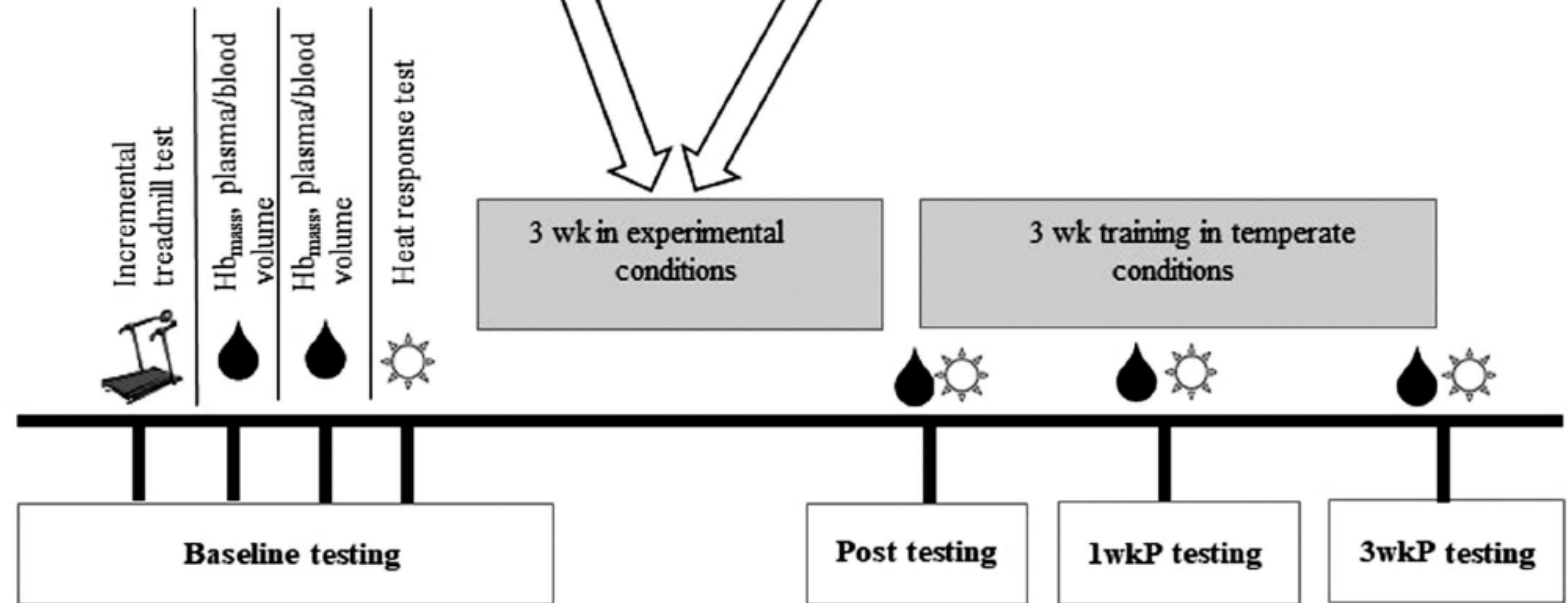 Incremental
treadmill test
Hbmass, plasma/blood
volume
Hbmass, plasma/blood
volume
Heat response test
3 wk in experimental
conditions
3 wk training in temperate
conditions
Baseline testing
Post testing
1wkP testing
3wkP testing